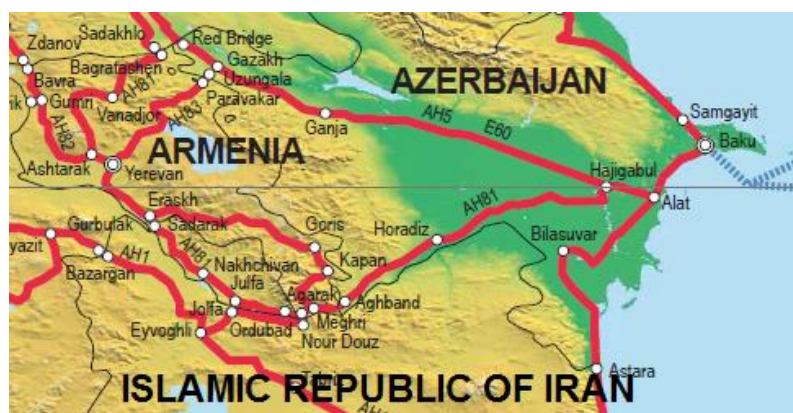 Zdanov
Sadakhlo
Red Bridge
Bavra
Bagratashen
Gazakh
Uzungala
Gumri
Vanadjor
AH81
Paravakar
AH82
AH83
AZERBAIJAN
AH5
E60
Ganja
Samgayit
Baku
Ashtarak
Yerevan
ARMENIA
Hajigabul
Alat
AH81
Eraskh
Sadarak
Goris
Horadiz
Bilasuvar
Gurbulak
yazit
AH1
Bazargan
AH81
Kapan
Nakhchivan
Julfa
Jolfa
Agarak
Aghband
Eyvoghli
Ordubad
Meghri
Nour Douz
Astara
ISLAMIC REPUBLIC OF IRAN